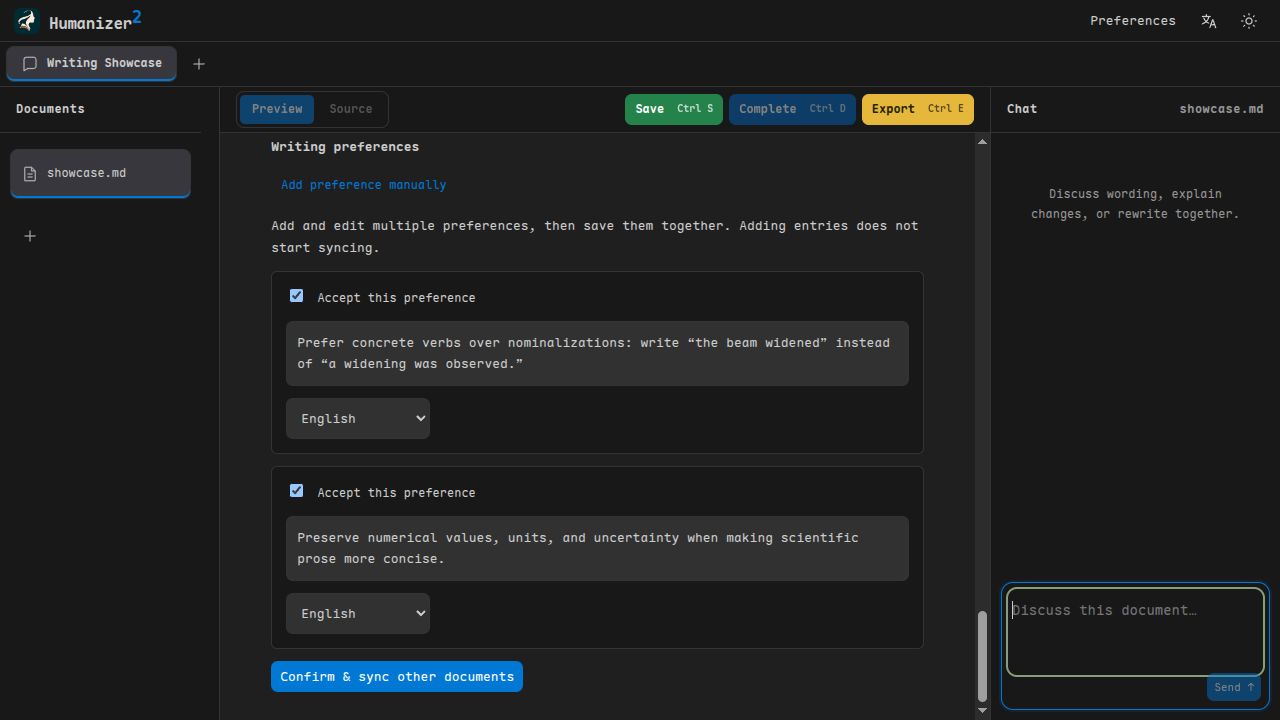 Humanizer2
Preferences
Writing Showcase
Documents
showcase.md
Preview
Source
Save Ctrl S
Complete Ctrl D
Export Ctrl E
Writing preferences
Add preference manually
Add and edit multiple preferences, then save them together. Adding entries does not
start syncing.
Accept this preference
Prefer concrete verbs over nominalizations: write “the beam widened” instead
of “a widening was observed.”
English
Accept this preference
Preserve numerical values, units, and uncertainty when making scientific
prose more concise.
English
Confirm & sync other documents
Chat
showcase.md
Discuss wording, explain
changes, or rewrite together.
Discuss this document…
Send ↑